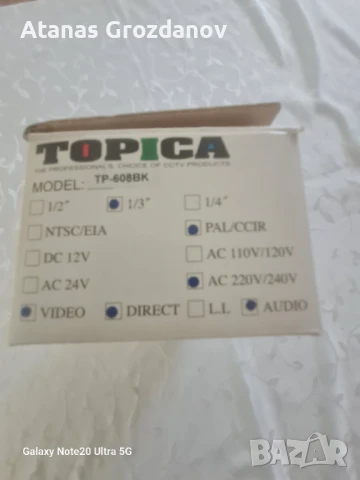 Atanas Grozdanov
TOPICA
THE PROFESSIONAL'S CHOICE OF CCTV PRODUCTS
MODEL: TP-608BK
1/2" 1/3" 1/4"
NTSC/EIA PAL/CCIR
DC 12V AC 110V/120V
AC 24V AC 220V/240V
VIDEO DIRECT L.L AUDIO
Galaxy Note20 Ultra 5G
BAZAR